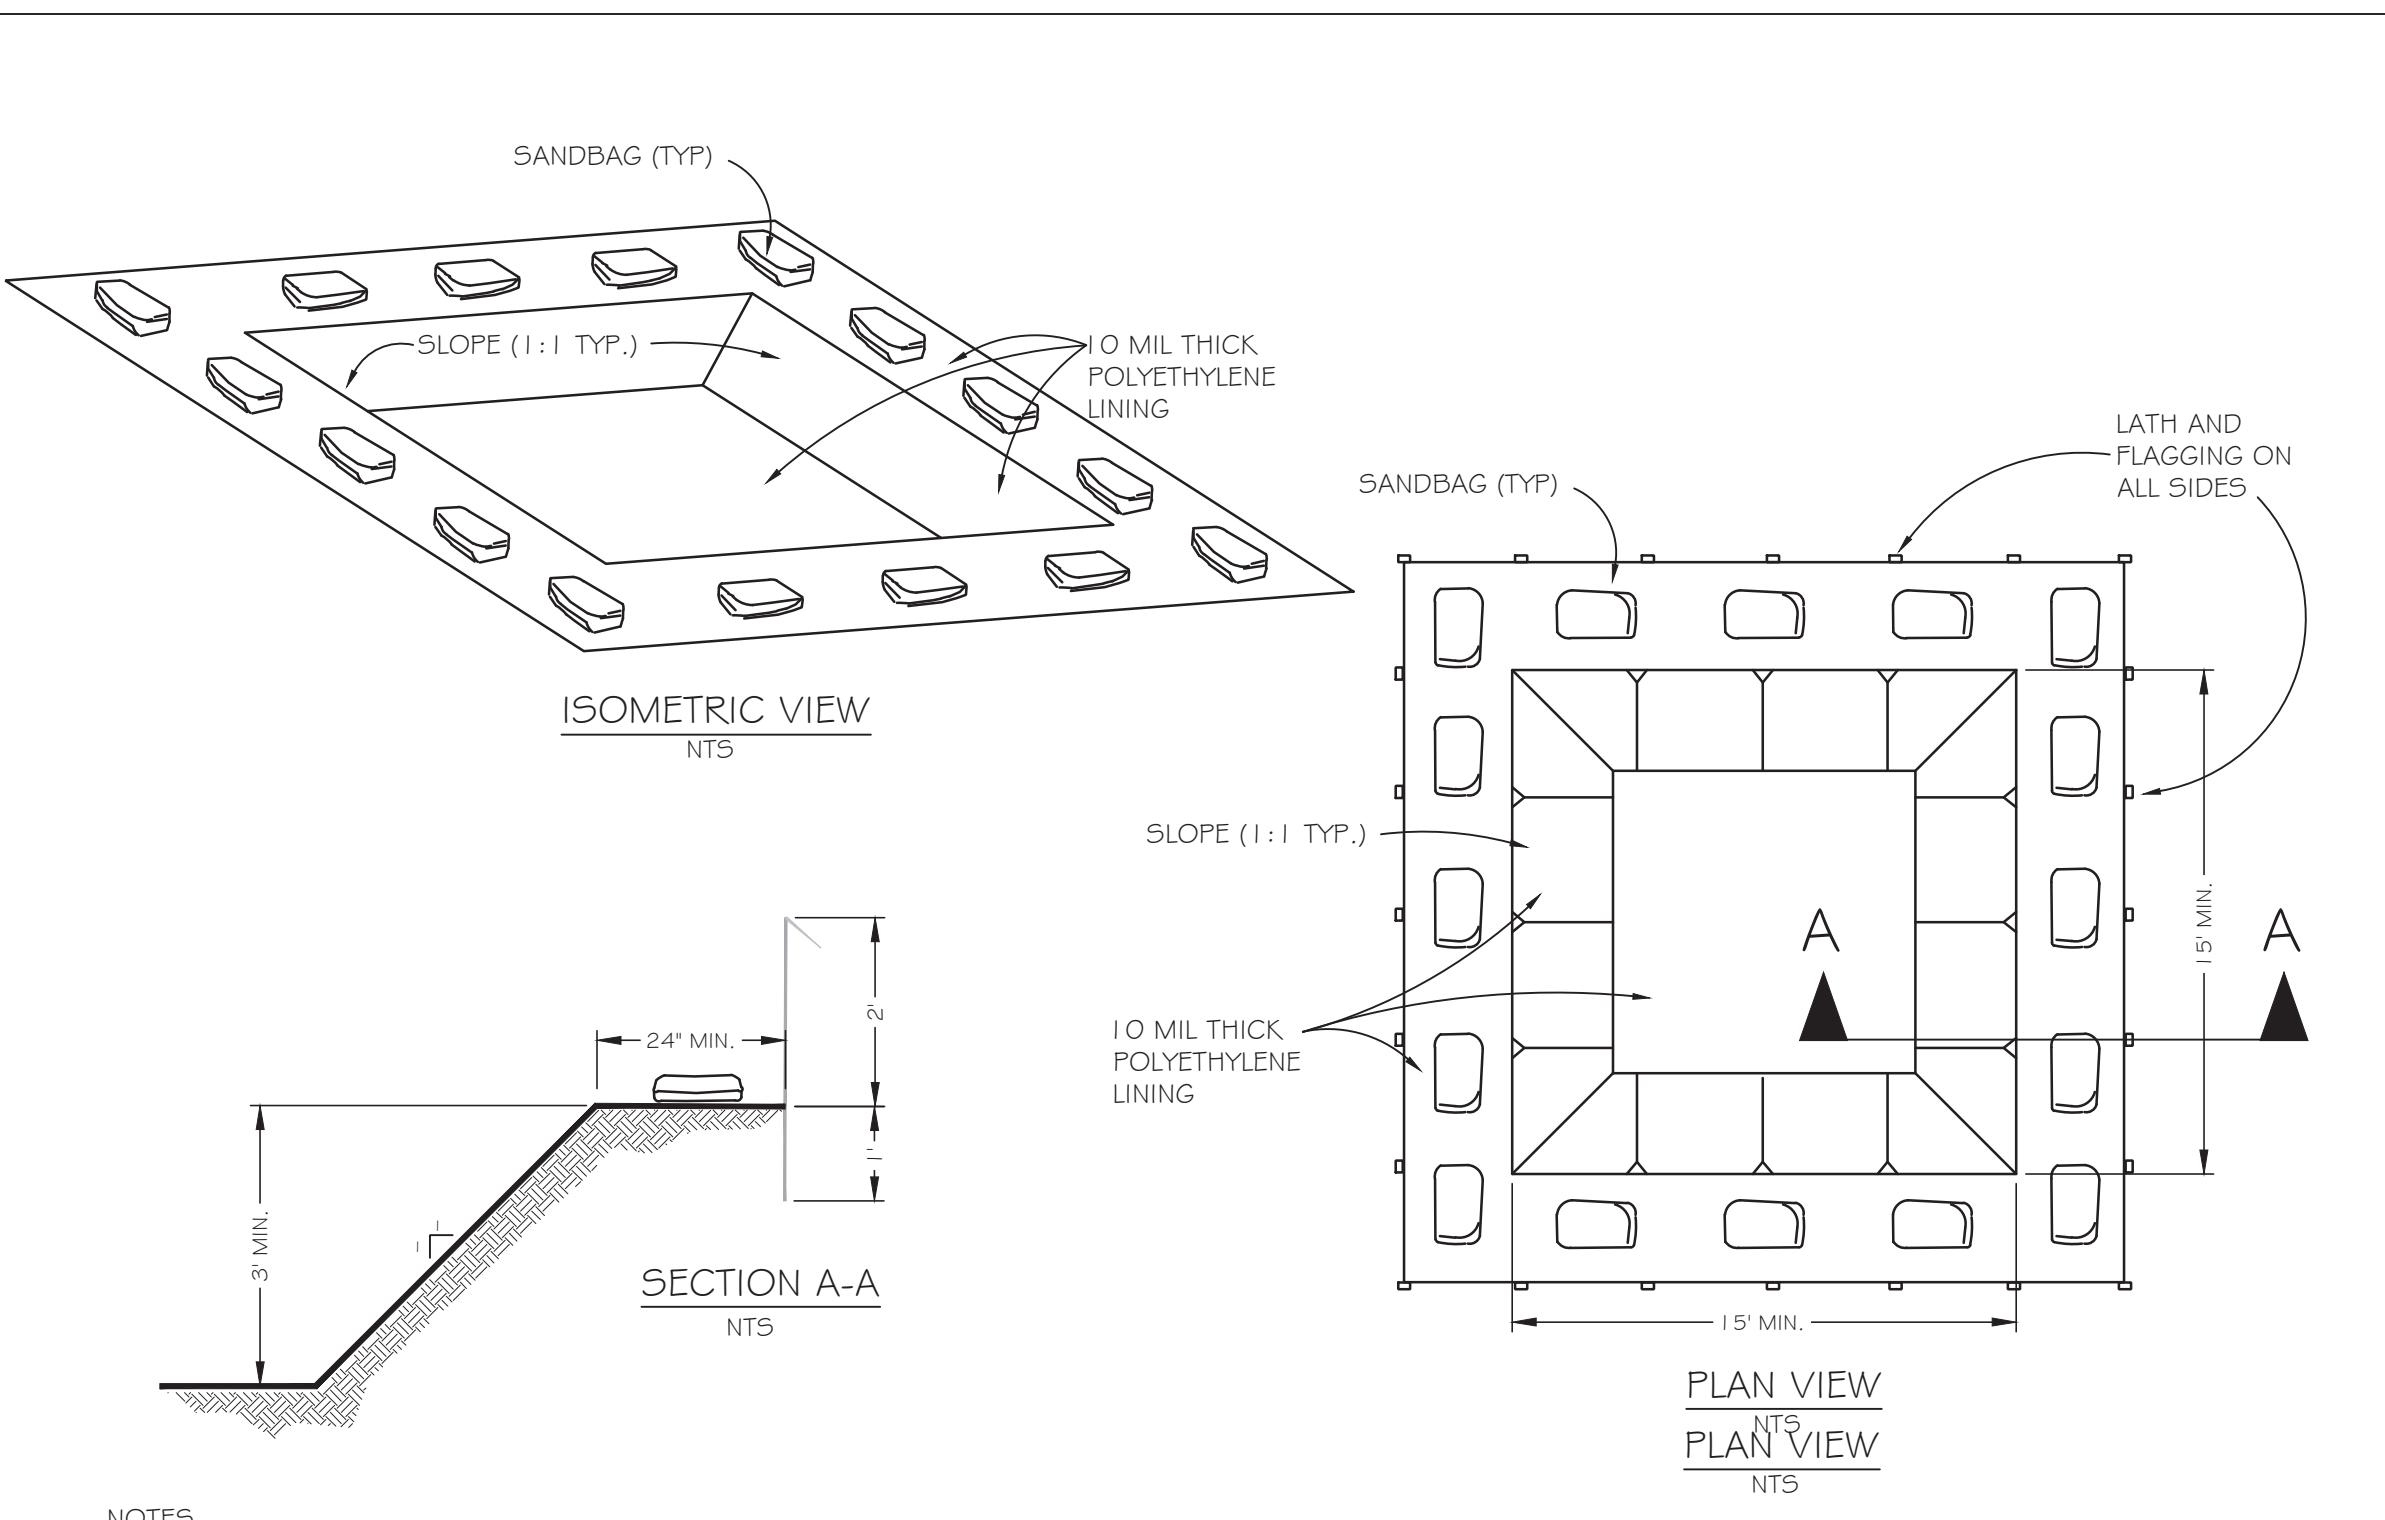 SANDBAG (TYP)
SLOPE (1:1 TYP.)
10 MIL THICK
POLYETHYLENE
LINING
ISOMETRIC VIEW
NTS
LATH AND
FLAGGING ON
ALL SIDES
SANDBAG (TYP)
SLOPE (1:1 TYP.)
15' MIN.
A
A
10 MIL THICK
POLYETHYLENE
LINING
15' MIN.
PLAN VIEW
NTS
PLAN VIEW
NTS
2'
24" MIN.
1'
3' MIN.
1
1
SECTION A-A
NTS
NOTES